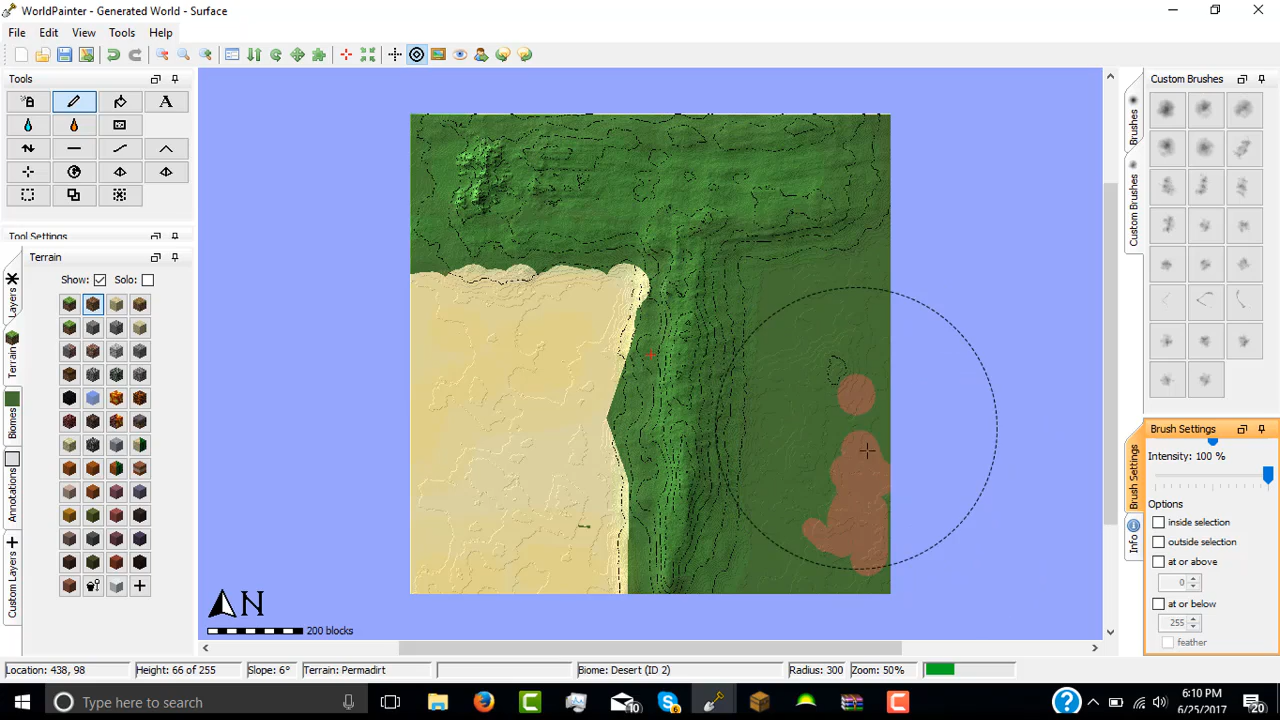 WorldPainter - Generated World - Surface
File Edit View Tools Help
Tools
A
Tool Settings
Terrain
Show: Solo:
Layers
Terrain
Biomes
Annotations
Custom Layers
N
200 blocks
Brushes
Custom Brushes
Custom Brushes
Brush Settings
Brush Settings
Info
Intensity: 100 %
Options
inside selection
outside selection
at or above
0
at or below
255
feather
Location: 438, 98 Height: 66 of 255 Slope: 6° Terrain: Permadirt Biome: Desert (ID 2) Radius: 300 Zoom: 50%
Type here to search
10
6
6:10 PM
6/25/2017
20